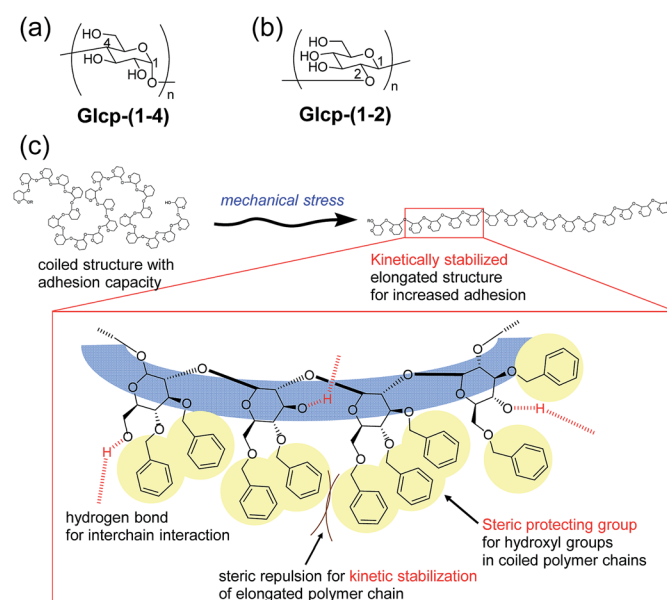 (a)
HO
4
O
HO
1
HO
O
n
Glcp-(1-4)
(b)
HO
HO
O
HO
1
2
O
n
Glcp-(1-2)
(c)
mechanical stress
coiled structure with
adhesion capacity
Kinetically stabilized
elongated structure
for increased adhesion
O
O
O
O
O
O
O
O
O
O
O
H
O
O
H
O
O
O
O
O
O
H
O
O
O
O
O
hydrogen bond
for interchain interaction
Steric protecting group
for hydroxyl groups
in coiled polymer chains
steric repulsion for kinetic stabilization
of elongated polymer chain